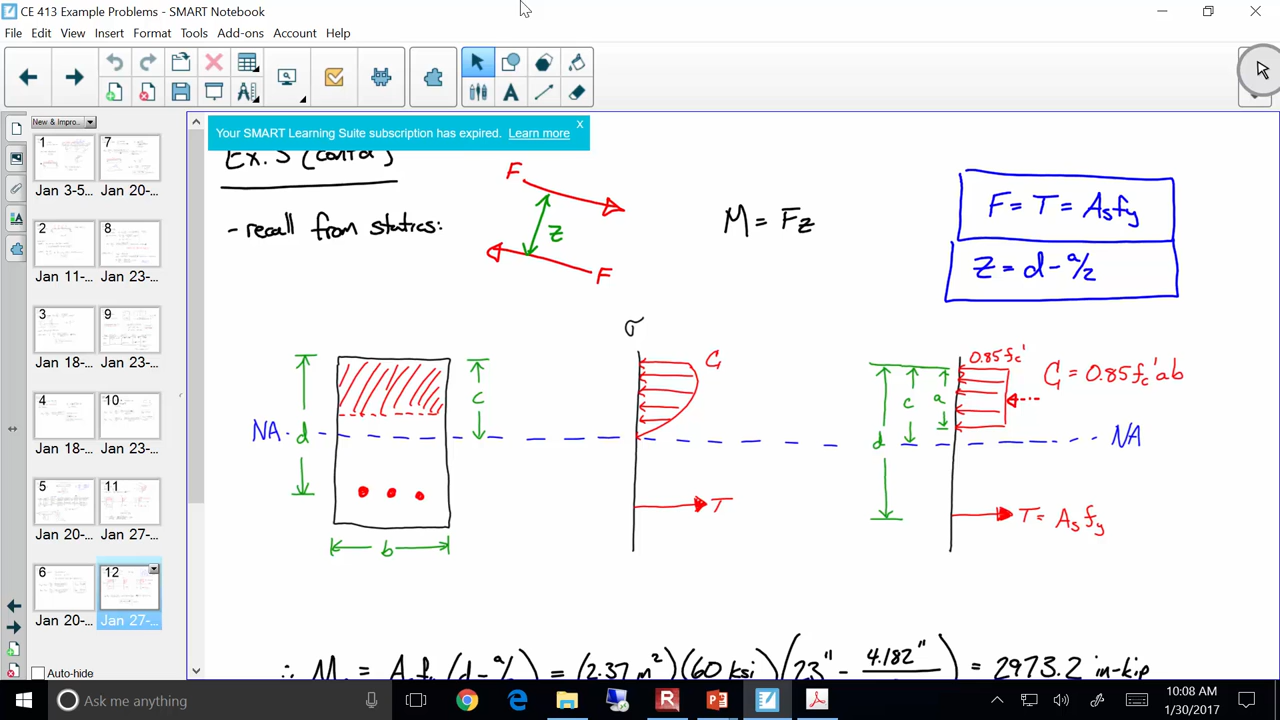 CE 413 Example Problems - SMART Notebook
File Edit View Insert Format Tools Add-ons Account Help
New & Impro...
Your SMART Learning Suite subscription has expired. Learn more x
1
Jan 3-5...
7
Jan 20-...
2
Jan 11-...
8
Jan 23-...
3
Jan 18-...
9
Jan 23-...
4
Jan 18-...
10
Jan 27-...
5
Jan 20-...
11
Jan 27-...
6
Jan 20-...
12
Jan 27-...
Auto-hide
Ex. 5 (cont'd)
- recall from statics:
F
z
F
M = Fz
F = T = Asfy
z = d - a/2
NA
d
c
b
σ
C
T
0.85fc'
C = 0.85fc'ab
d
c
a
NA
T = Asfy
∴ M = Asfy (d - a/2) = (2.37 in²)(60 ksi)(23" - 4.182" = 2973.2 in-kip
Ask me anything
10:08 AM
1/30/2017